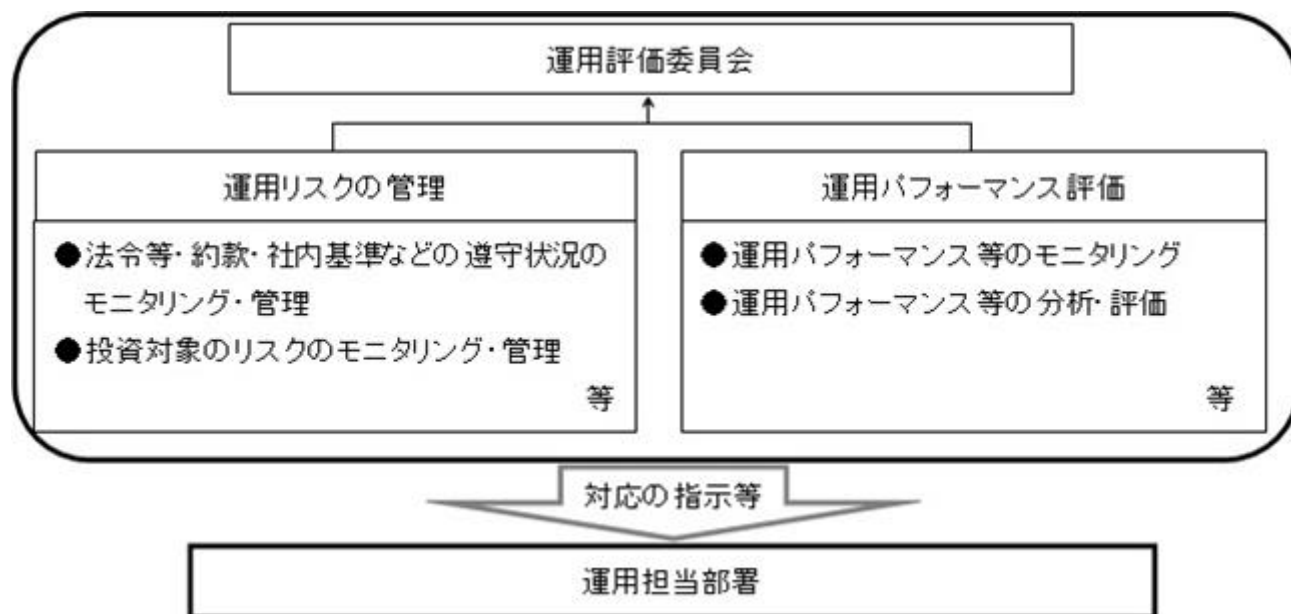 運用評価委員会
運用リスクの管理
●法令等・約款・社内基準などの遵守状況の
モニタリング・管理
●投資対象のリスクのモニタリング・管理
等
運用パフォーマンス評価
●運用パフォーマンス等のモニタリング
●運用パフォーマンス等の分析・評価
等
対応の指示等
運用担当部署